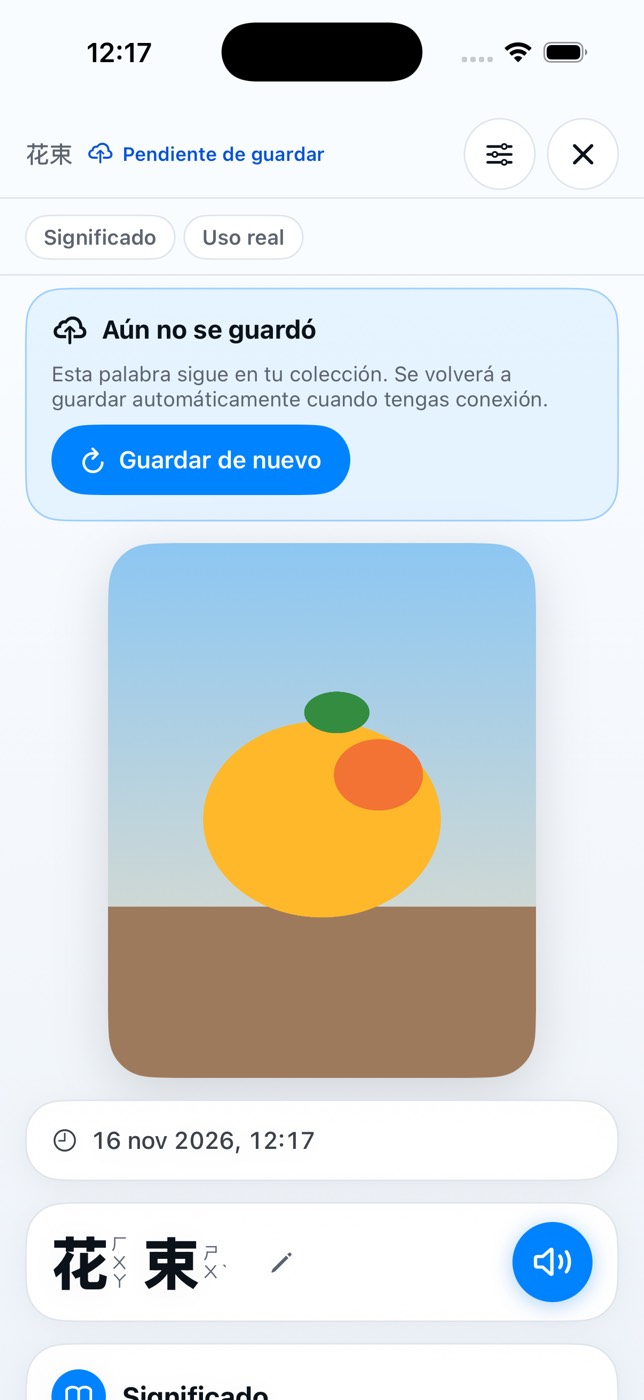 12:17
花束 Pendiente de guardar
Significado Uso real
Aún no se guardó
Esta palabra sigue en tu colección. Se volverá a
guardar automáticamente cuando tengas conexión.
Guardar de nuevo
16 nov 2026, 12:17
花ㄏㄨㄚ 束ㄕㄨˋ
Significado